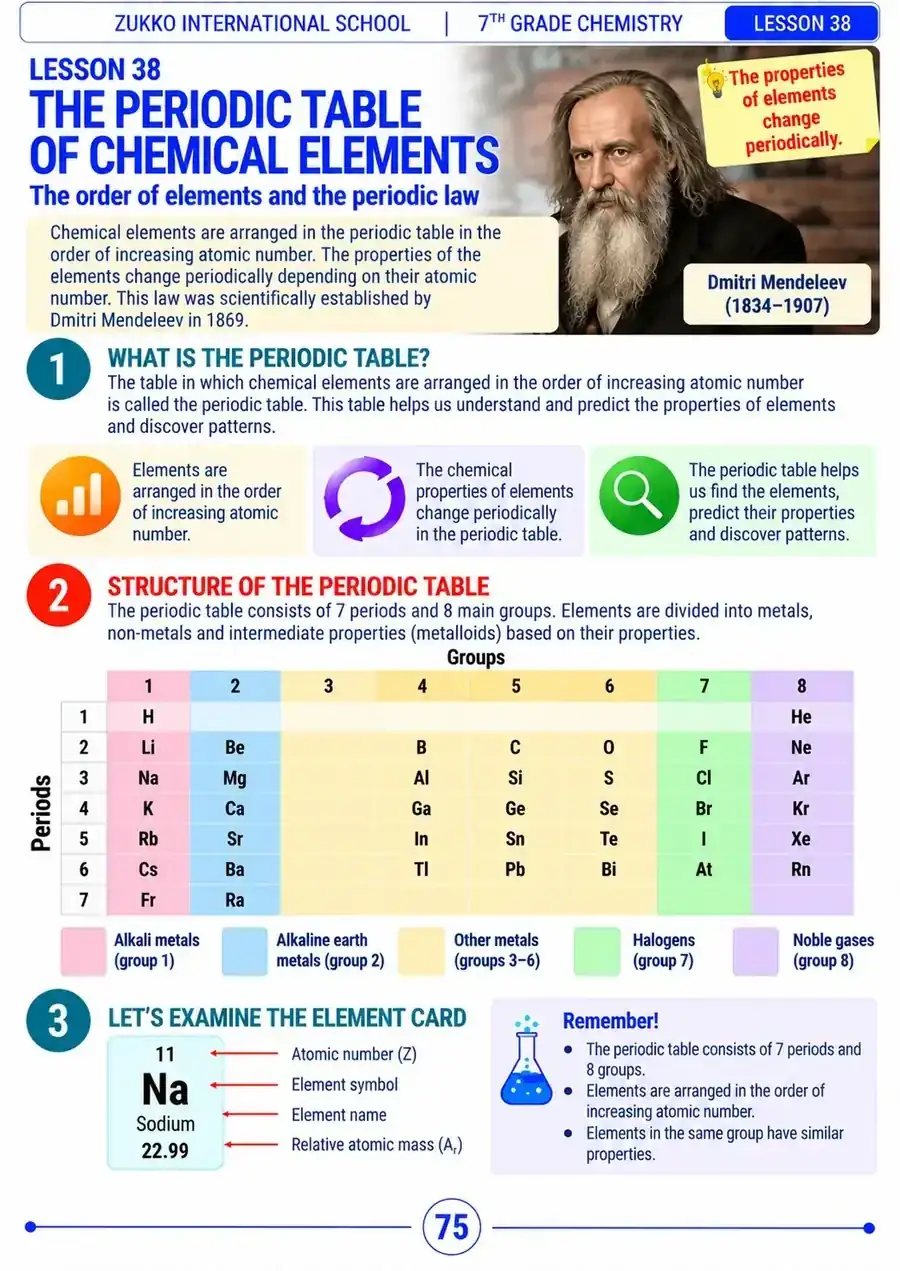 ZUKKO INTERNATIONAL SCHOOL | 7TH GRADE CHEMISTRY LESSON 38
LESSON 38
THE PERIODIC TABLE
OF CHEMICAL ELEMENTS
The order of elements and the periodic law
The properties
of elements
change
periodically.
Chemical elements are arranged in the periodic table in the
order of increasing atomic number. The properties of the
elements change periodically depending on their atomic
number. This law was scientifically established by
Dmitri Mendeleev in 1869.
Dmitri Mendeleev
(1834–1907)
1 WHAT IS THE PERIODIC TABLE?
The table in which chemical elements are arranged in the order of increasing atomic number
is called the periodic table. This table helps us understand and predict the properties of elements
and discover patterns.
Elements are
arranged in the order
of increasing atomic
number.
The chemical
properties of elements
change periodically
in the periodic table.
The periodic table helps
us find the elements,
predict their properties
and discover patterns.
2 STRUCTURE OF THE PERIODIC TABLE
The periodic table consists of 7 periods and 8 main groups. Elements are divided into metals,
non-metals and intermediate properties (metalloids) based on their properties.
Groups
1 2 3 4 5 6 7 8
Periods
1 H He
2 Li Be B C O F Ne
3 Na Mg Al Si S Cl Ar
4 K Ca Ga Ge Se Br Kr
5 Rb Sr In Sn Te I Xe
6 Cs Ba Tl Pb Bi At Rn
7 Fr Ra
Alkali metals
(group 1)
Alkaline earth
metals (group 2)
Other metals
(groups 3–6)
Halogens
(group 7)
Noble gases
(group 8)
3 LET'S EXAMINE THE ELEMENT CARD
11
Na
Sodium
22.99
Atomic number (Z)
Element symbol
Element name
Relative atomic mass (Ar)
Remember!
• The periodic table consists of 7 periods and
8 groups.
• Elements are arranged in the order of
increasing atomic number.
• Elements in the same group have similar
properties.
75